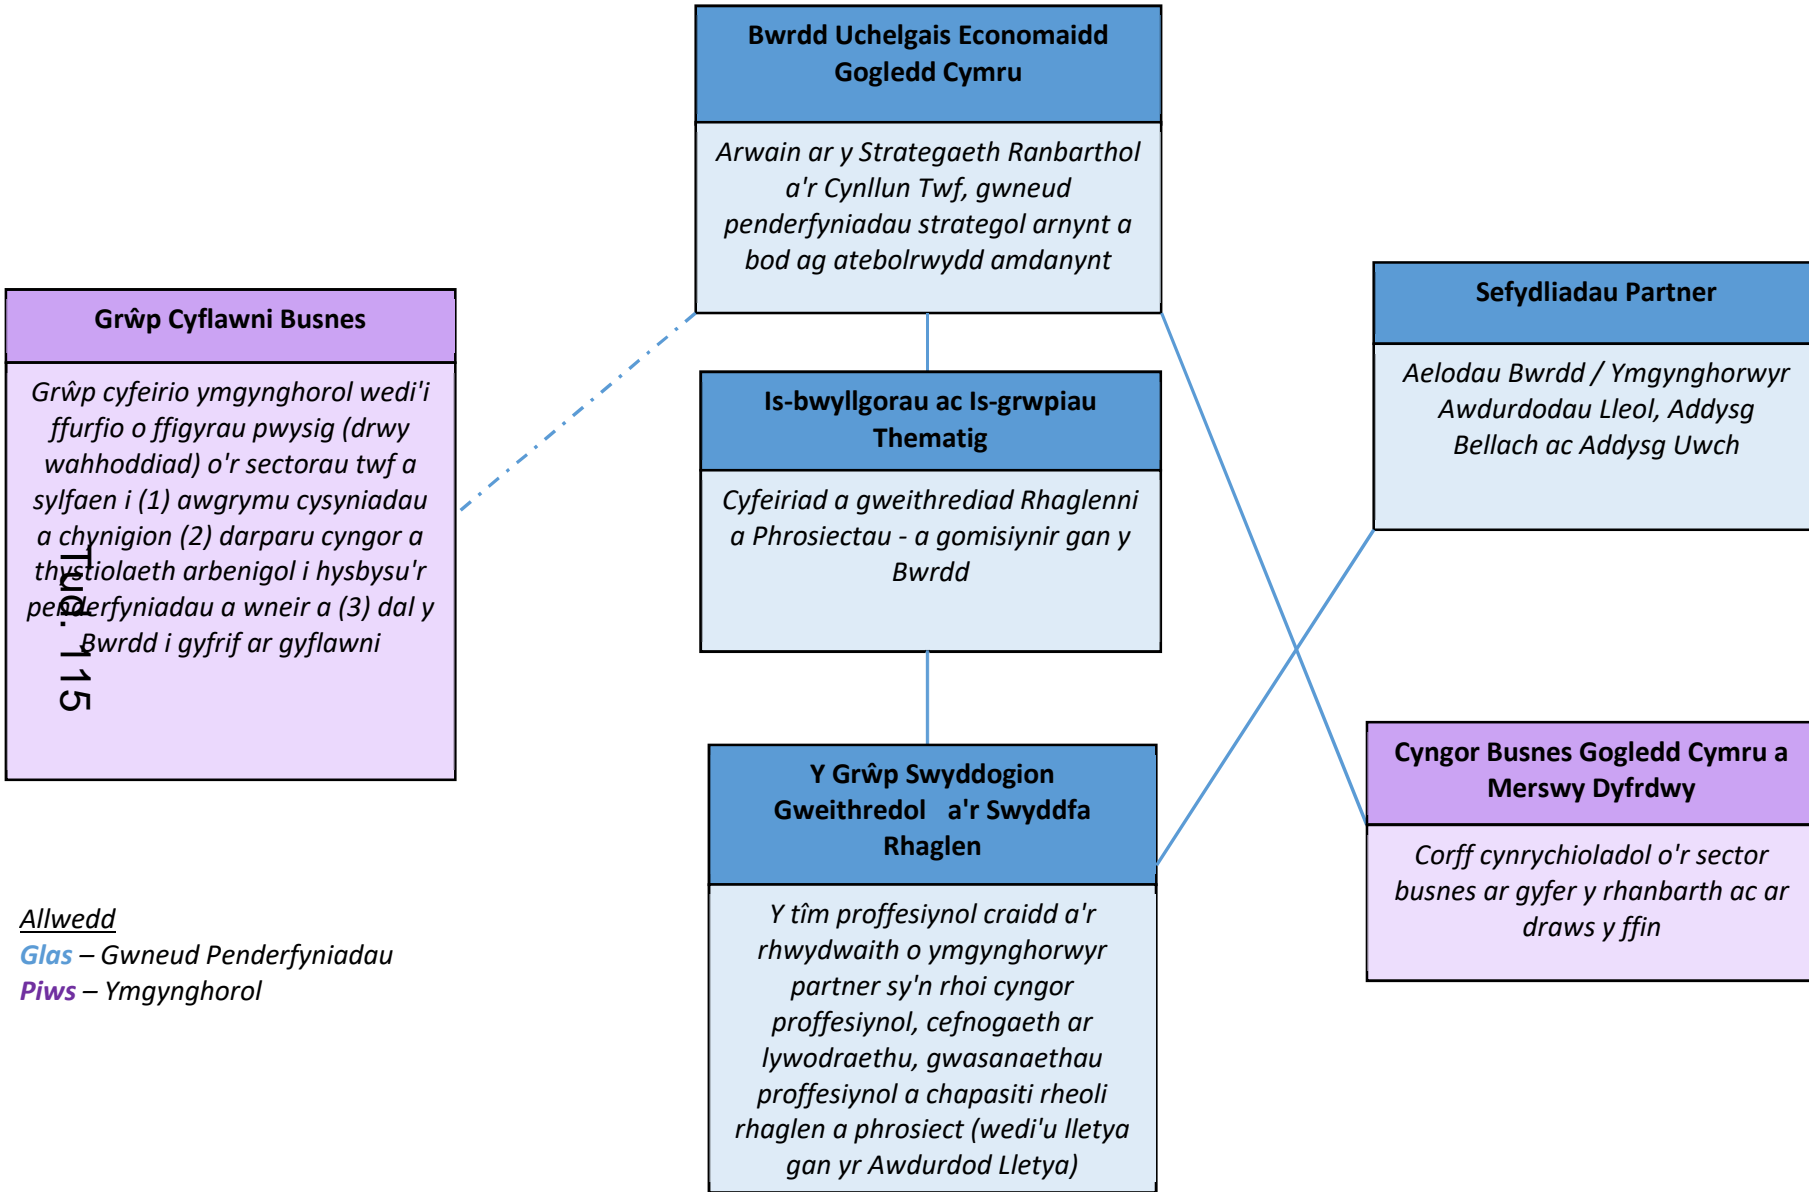 Bwrdd Uchelgais Economaidd
Gogledd Cymru
Arwain ar y Strategaeth Ranbarthol
a'r Cynllun Twf, gwneud
penderfyniadau strategol arnynt a
bod ag atebolrwydd amdanynt
Grŵp Cyflawni Busnes
Grŵp cyfeirio ymgynghorol wedi'i
ffurfio o ffigyrau pwysig (drwy
wahhoddiad) o'r sectorau twf a
sylfaen i (1) awgrymu cysyniadau
a chynigion (2) darparu cyngor a
thystiolaeth arbenigol i hysbysu'r
penderfyniadau a wneir a (3) dal y
Bwrdd i gyfrif ar gyflawni
Tud. 115
Is-bwyllgorau ac Is-grwpiau
Thematig
Cyfeiriad a gweithrediad Rhaglenni
a Phrosiectau - a gomisiynir gan y
Bwrdd
Sefydliadau Partner
Aelodau Bwrdd / Ymgynghorwyr
Awdurdodau Lleol, Addysg
Bellach ac Addysg Uwch
Y Grŵp Swyddogion
Gweithredol a'r Swyddfa
Rhaglen
Y tîm proffesiynol craidd a'r
rhwydwaith o ymgynghorwyr
partner sy'n rhoi cyngor
proffesiynol, cefnogaeth ar
lywodraethu, gwasanaethau
proffesiynol a chapasiti rheoli
rhaglen a phrosiect (wedi'u lletya
gan yr Awdurdod Lletya)
Cyngor Busnes Gogledd Cymru a
Merswy Dyfrdwy
Corff cynrychioladol o'r sector
busnes ar gyfer y rhanbarth ac ar
draws y ffin
Allwedd
Glas – Gwneud Penderfyniadau
Piws – Ymgynghorol